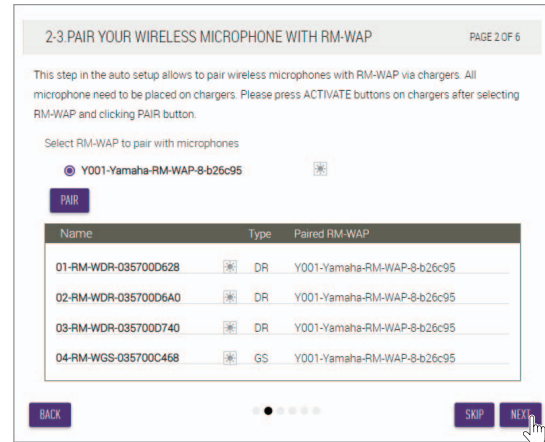 2-3.PAIR YOUR WIRELESS MICROPHONE WITH RM-WAP PAGE 2 OF 6
This step in the auto setup allows to pair wireless microphones with RM-WAP via chargers. All
microphone need to be placed on chargers. Please press ACTIVATE buttons on chargers after selecting
RM-WAP and clicking PAIR button.
Select RM-WAP to pair with microphones
Y001-Yamaha-RM-WAP-8-b26c95
PAIR
Name Type Paired RM-WAP
01-RM-WDR-035700D628 DR Y001-Yamaha-RM-WAP-8-b26c95
02-RM-WDR-035700D6A0 DR Y001-Yamaha-RM-WAP-8-b26c95
03-RM-WDR-035700D740 DR Y001-Yamaha-RM-WAP-8-b26c95
04-RM-WGS-035700C468 GS Y001-Yamaha-RM-WAP-8-b26c95
BACK SKIP NEXT